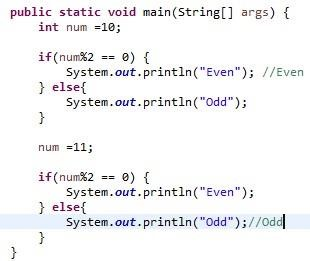 public static void main(String[] args) {
    int num =10;

    if(num%2 == 0) {
        System.out.println("Even"); //Even
    } else{
        System.out.println("Odd");
    }

    num =11;

    if(num%2 == 0) {
        System.out.println("Even");
    } else{
        System.out.println("Odd");//Odd
    }
}